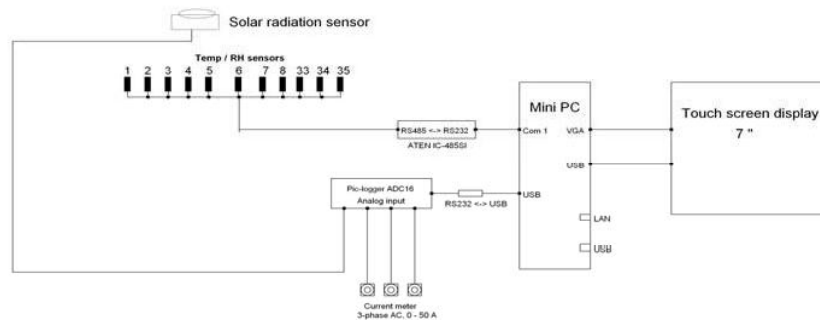 Solar radiation sensor
Temp / RH sensors
1 2 3 4 5 6 7 8 33 34 35
Mini PC
Touch screen display
7 "
RS485 <-> RS232
Com 1
VGA
ATEN IC-485SI
USB
Pic-logger ADC16
Analog input
USB
RS232 <-> USB
LAN
USB
Current meter
3-phase AC, 0 - 50 A